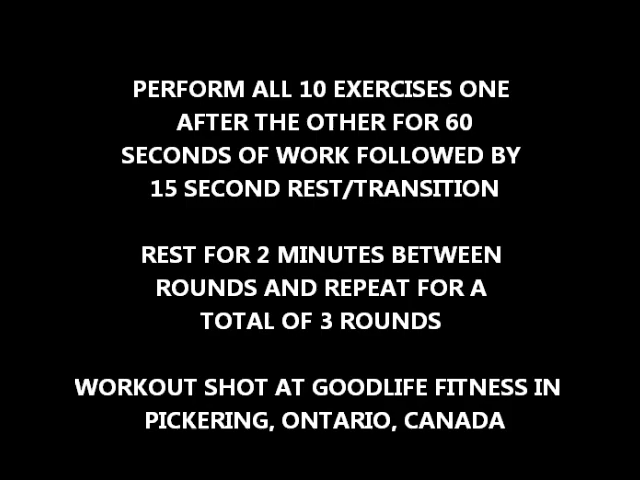 PERFORM ALL 10 EXERCISES ONE
AFTER THE OTHER FOR 60
SECONDS OF WORK FOLLOWED BY
15 SECOND REST/TRANSITION
REST FOR 2 MINUTES BETWEEN
ROUNDS AND REPEAT FOR A
TOTAL OF 3 ROUNDS
WORKOUT SHOT AT GOODLIFE FITNESS IN
PICKERING, ONTARIO, CANADA